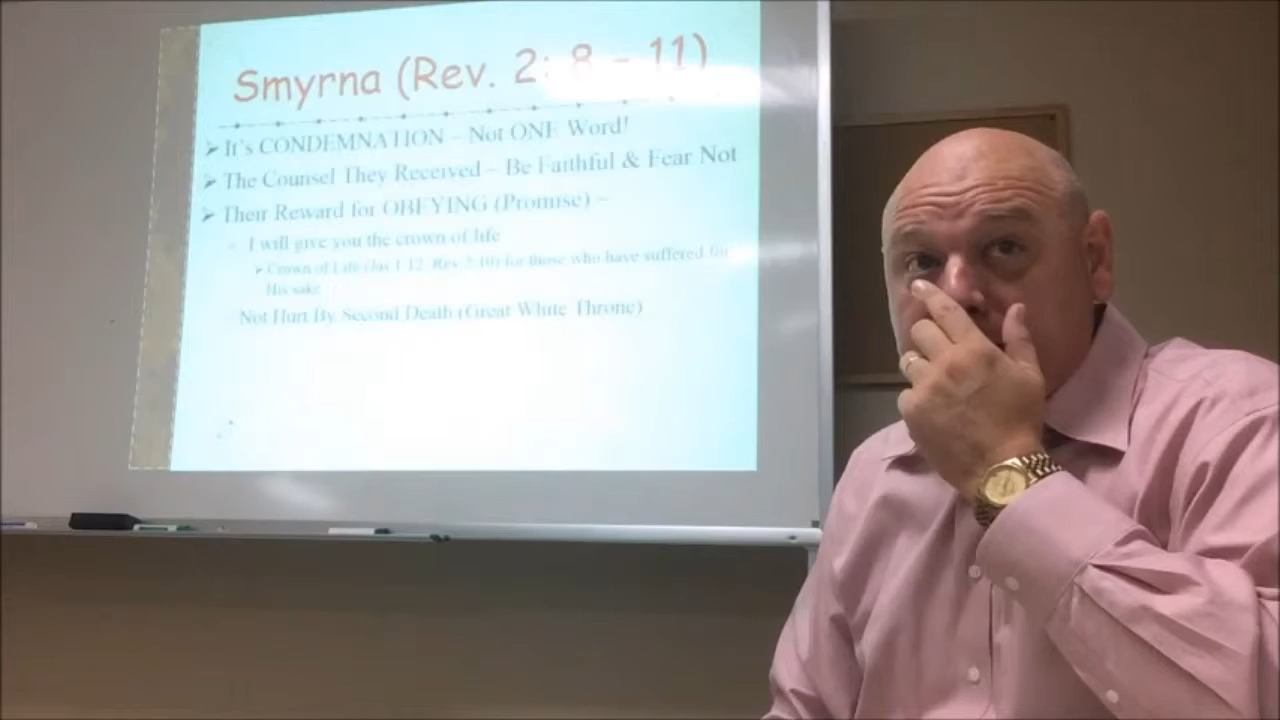 Smyrna (Rev. 2: 8 – 11)
It's CONDEMNATION – Not ONE Word!
The Counsel They Received – Be Faithful & Fear Not
Their Reward for OBEYING (Promise) –
– I will give you the crown of life
Crown of Life (Jas 1:12, Rev 2:10) for those who have suffered for
His sake
Not Hurt By Second Death (Great White Throne)